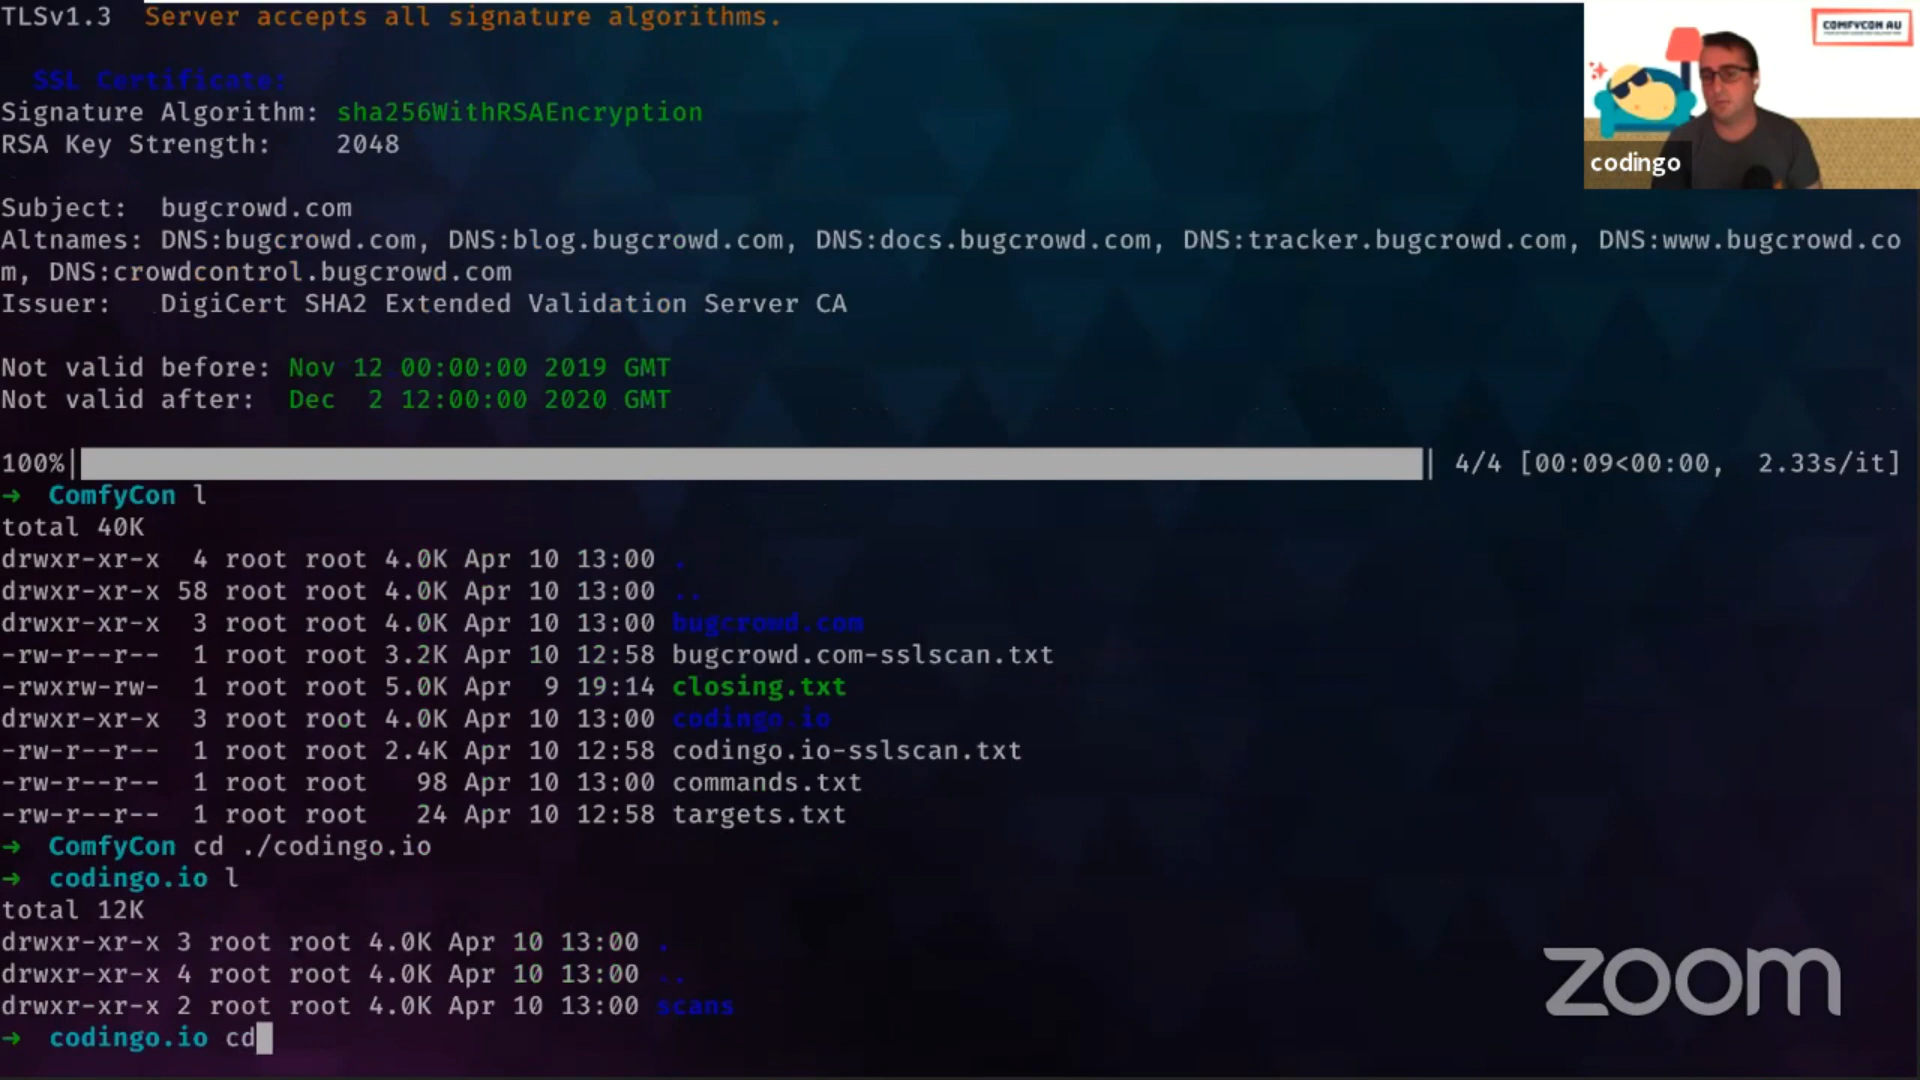 TLSv1.3  Server accepts all signature algorithms.
COMFYCON AU
SSL Certificate:
Signature Algorithm: sha256WithRSAEncryption
RSA Key Strength:    2048
codingo
Subject:  bugcrowd.com
Altnames: DNS:bugcrowd.com, DNS:blog.bugcrowd.com, DNS:docs.bugcrowd.com, DNS:tracker.bugcrowd.com, DNS:www.bugcrowd.co
m, DNS:crowdcontrol.bugcrowd.com
Issuer:   DigiCert SHA2 Extended Validation Server CA
Not valid before: Nov 12 00:00:00 2019 GMT
Not valid after:  Dec  2 12:00:00 2020 GMT
100%| | 4/4 [00:09<00:00,  2.33s/it]
→  ComfyCon l
total 40K
drwxr-xr-x  4 root root 4.0K Apr 10 13:00 .
drwxr-xr-x 58 root root 4.0K Apr 10 13:00 ..
drwxr-xr-x  3 root root 4.0K Apr 10 13:00 bugcrowd.com
-rw-r--r--  1 root root 3.2K Apr 10 12:58 bugcrowd.com-sslscan.txt
-rwxrw-rw-  1 root root 5.0K Apr  9 19:14 closing.txt
drwxr-xr-x  3 root root 4.0K Apr 10 13:00 codingo.io
-rw-r--r--  1 root root 2.4K Apr 10 12:58 codingo.io-sslscan.txt
-rw-r--r--  1 root root   98 Apr 10 13:00 commands.txt
-rw-r--r--  1 root root   24 Apr 10 12:58 targets.txt
→  ComfyCon cd ./codingo.io
→  codingo.io l
total 12K
drwxr-xr-x 3 root root 4.0K Apr 10 13:00 .
drwxr-xr-x 4 root root 4.0K Apr 10 13:00 ..
drwxr-xr-x 2 root root 4.0K Apr 10 13:00 scans
→  codingo.io cd
zoom